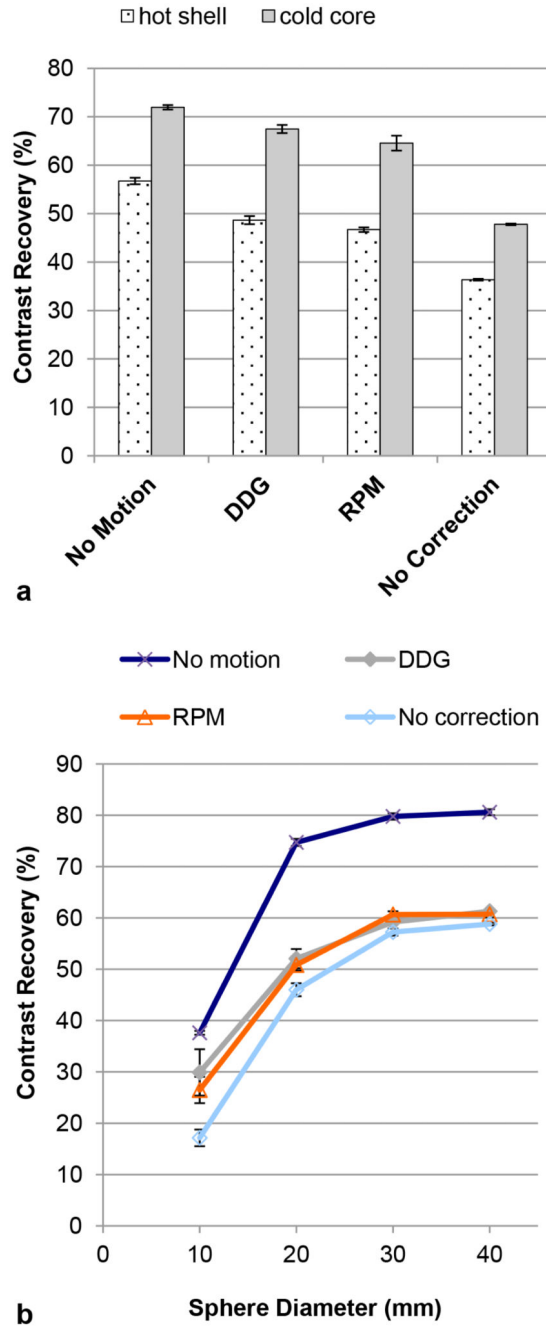 hot shell cold core
80
70
60
50
40
30
20
10
0
Contrast Recovery (%)
No Motion
DDG
RPM
No Correction
a
No motion DDG
RPM No correction
90
80
70
60
50
40
30
20
10
0
Contrast Recovery (%)
0 10 20 30 40
Sphere Diameter (mm)
b